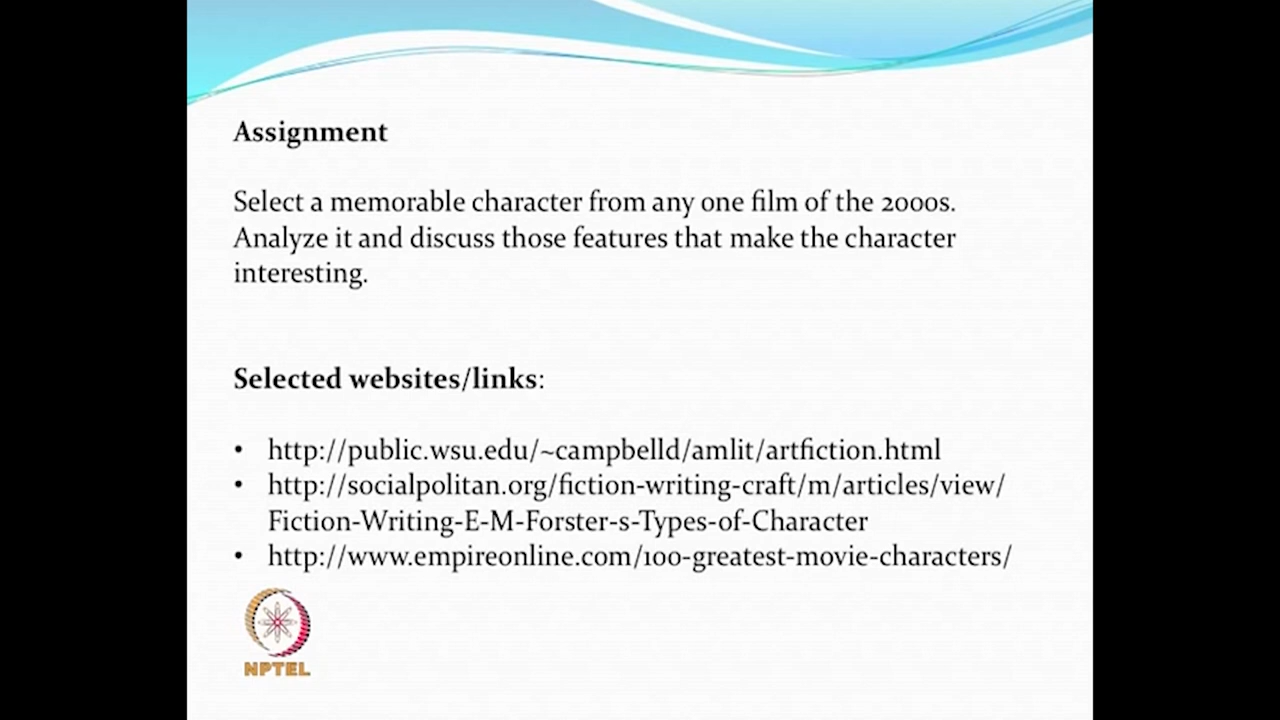 Assignment
Select a memorable character from any one film of the 2000s.
Analyze it and discuss those features that make the character
interesting.
Selected websites/links:
• http://public.wsu.edu/~campbelld/amlit/artfiction.html
• http://socialpolitan.org/fiction-writing-craft/m/articles/view/
Fiction-Writing-E-M-Forster-s-Types-of-Character
• http://www.empireonline.com/100-greatest-movie-characters/
NPTEL